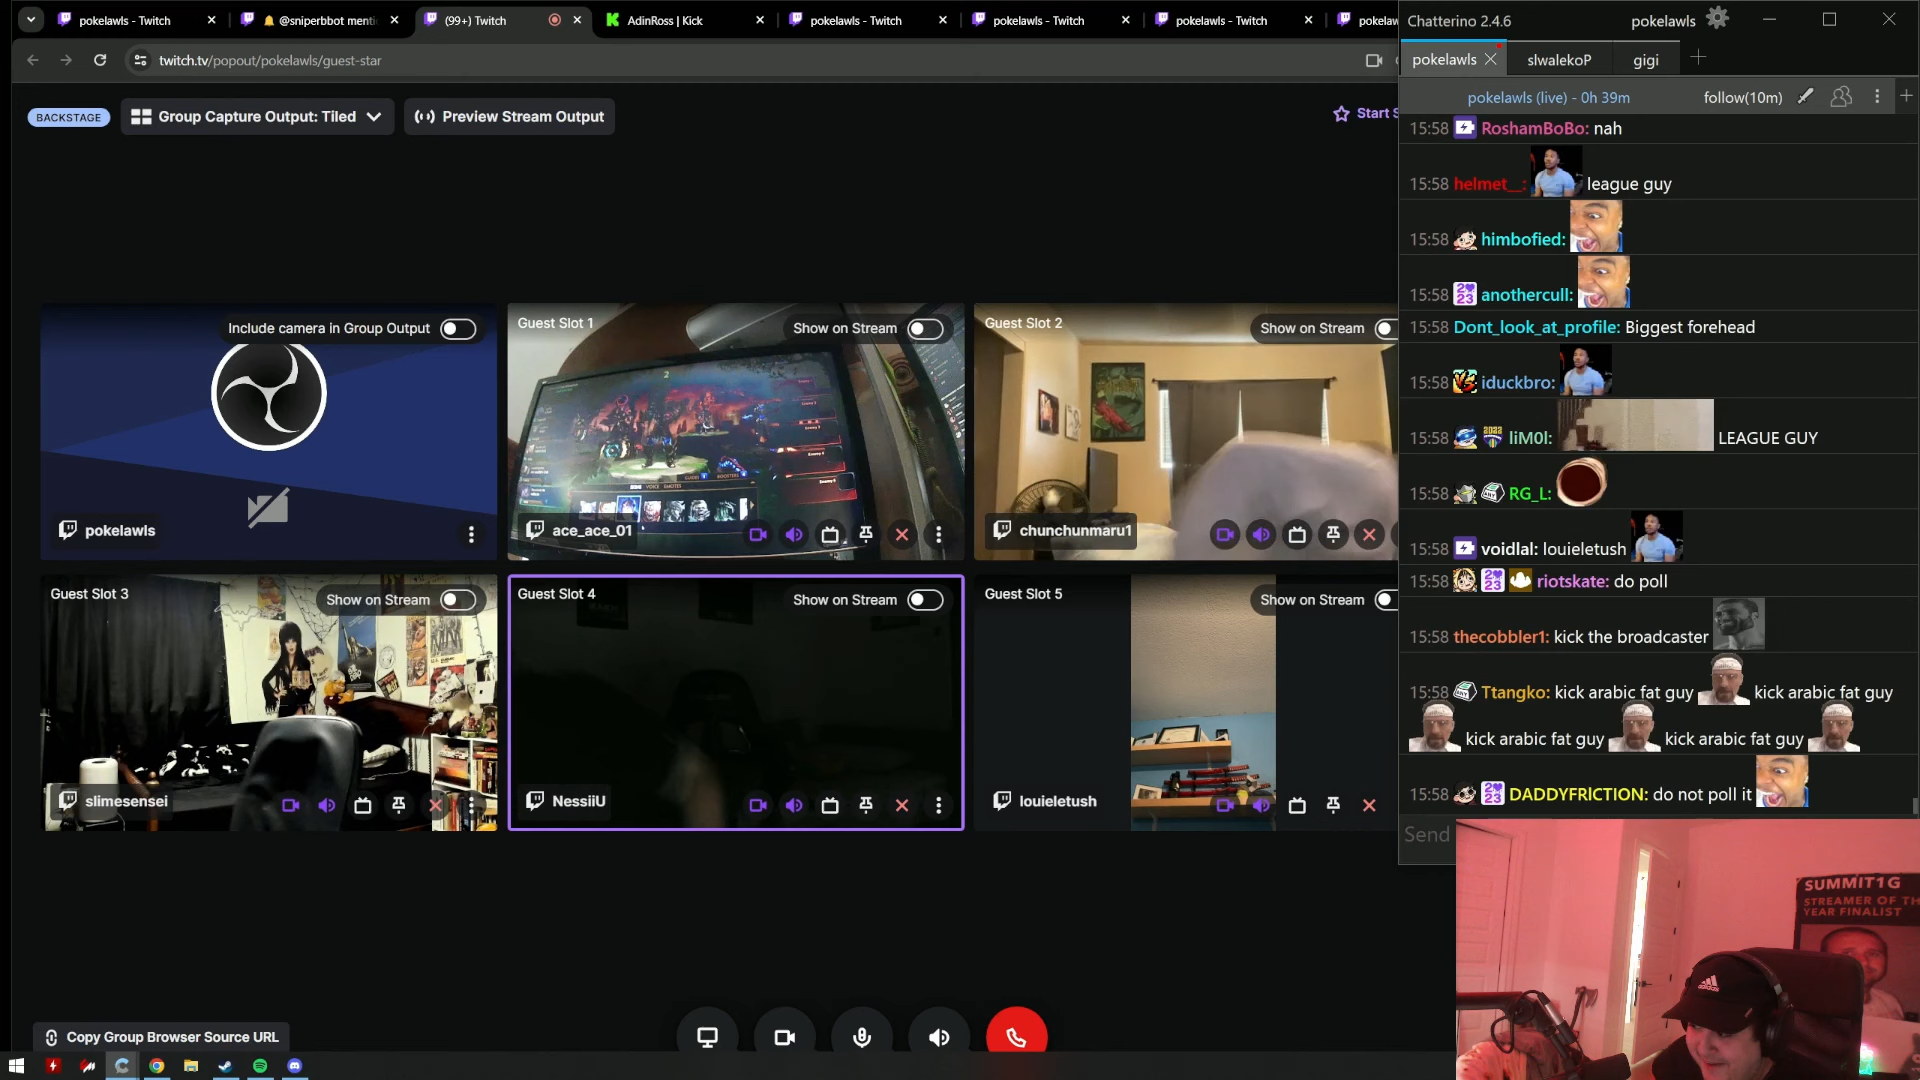 pokelawls - Twitch
@sniperbbot menti
(99+) Twitch
AdinRoss | Kick
pokelawls - Twitch
pokelawls - Twitch
pokelawls - Twitch
pokelaw
Chatterino 2.4.6
pokelawls
twitch.tv/popout/pokelawls/guest-star
pokelawls
slwalekoP
gigi
pokelawls (live) - 0h 39m
follow(10m)
BACKSTAGE
Group Capture Output: Tiled
Preview Stream Output
Start S
15:58 RoshamBoBo: nah
15:58 helmet__: league guy
15:58 himbofied:
15:58 anothercull:
15:58 Dont_look_at_profile: Biggest forehead
15:58 iduckbro:
15:58 liM0l: LEAGUE GUY
15:58 RG_L:
15:58 voidlal: louieletush
15:58 riotskate: do poll
15:58 thecobbler1: kick the broadcaster
15:58 Ttangko: kick arabic fat guy kick arabic fat guy
kick arabic fat guy kick arabic fat guy
15:58 DADDYFRICTION: do not poll it
Send
Include camera in Group Output
pokelawls
Guest Slot 1
Show on Stream
ace_ace_01
Guest Slot 2
Show on Stream
chunchunmaru1
Guest Slot 3
Show on Stream
slimesensei
Guest Slot 4
Show on Stream
NessiiU
Guest Slot 5
Show on Stream
louieletush
SUMMIT1G
STREAMER OF TH
YEAR FINALIST
adidas
Copy Group Browser Source URL